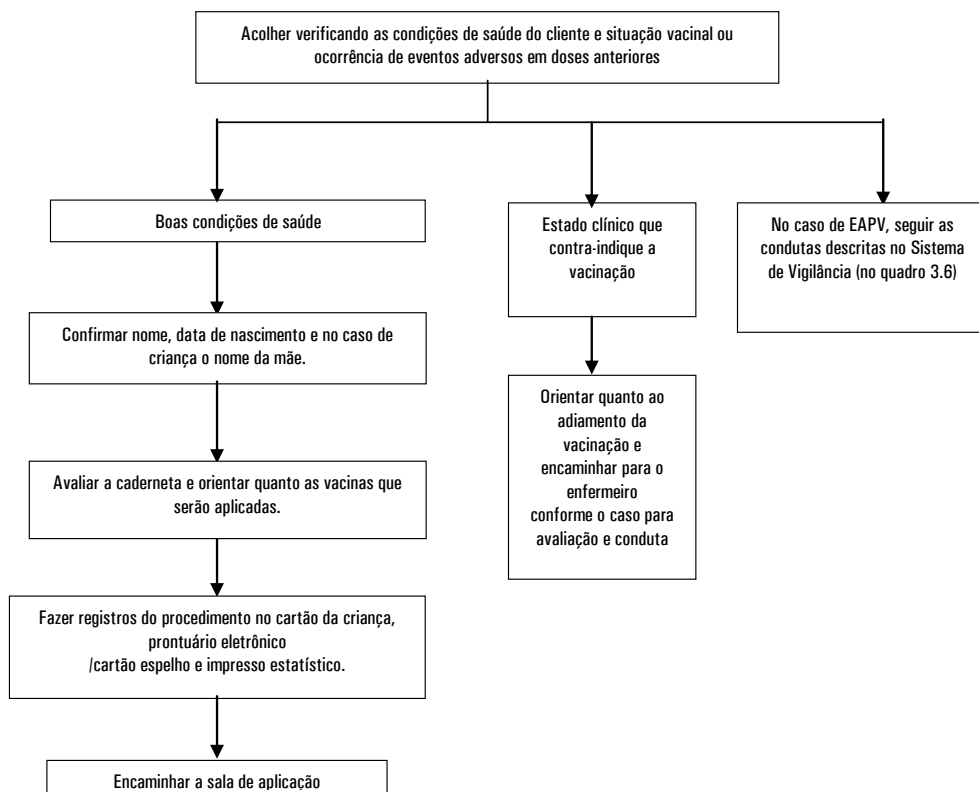 Acolher verificando as condições de saúde do cliente e situação vacinal ou
ocorrência de eventos adversos em doses anteriores
Boas condições de saúde
Confirmar nome, data de nascimento e no caso de
criança o nome da mãe.
Avaliar a caderneta e orientar quanto as vacinas que
serão aplicadas.
Fazer registros do procedimento no cartão da criança,
prontuário eletrônico
/cartão espelho e impresso estatístico.
Encaminhar a sala de aplicação
Estado clínico que
contra-indique a
vacinação
Orientar quanto ao
adiamento da
vacinação e
encaminhar para o
enfermeiro
conforme o caso para
avaliação e conduta
No caso de EAPV, seguir as
condutas descritas no Sistema
de Vigilância (no quadro 3.6)